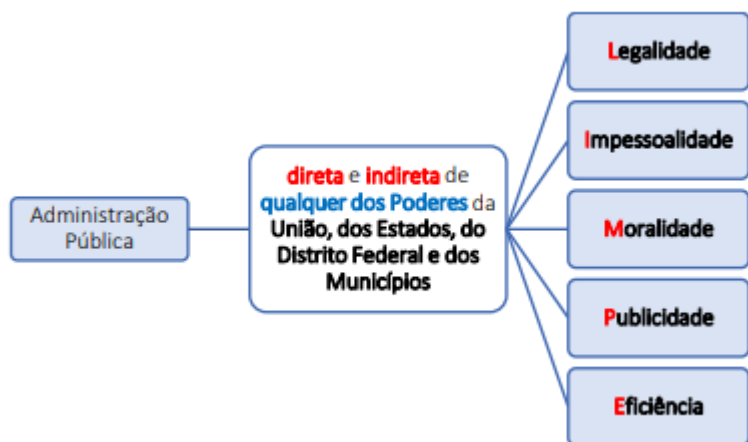 Administração
Pública
direta e indireta de
qualquer dos Poderes da
União, dos Estados, do
Distrito Federal e dos
Municípios
Legalidade
Impessoalidade
Moralidade
Publicidade
Eficiência